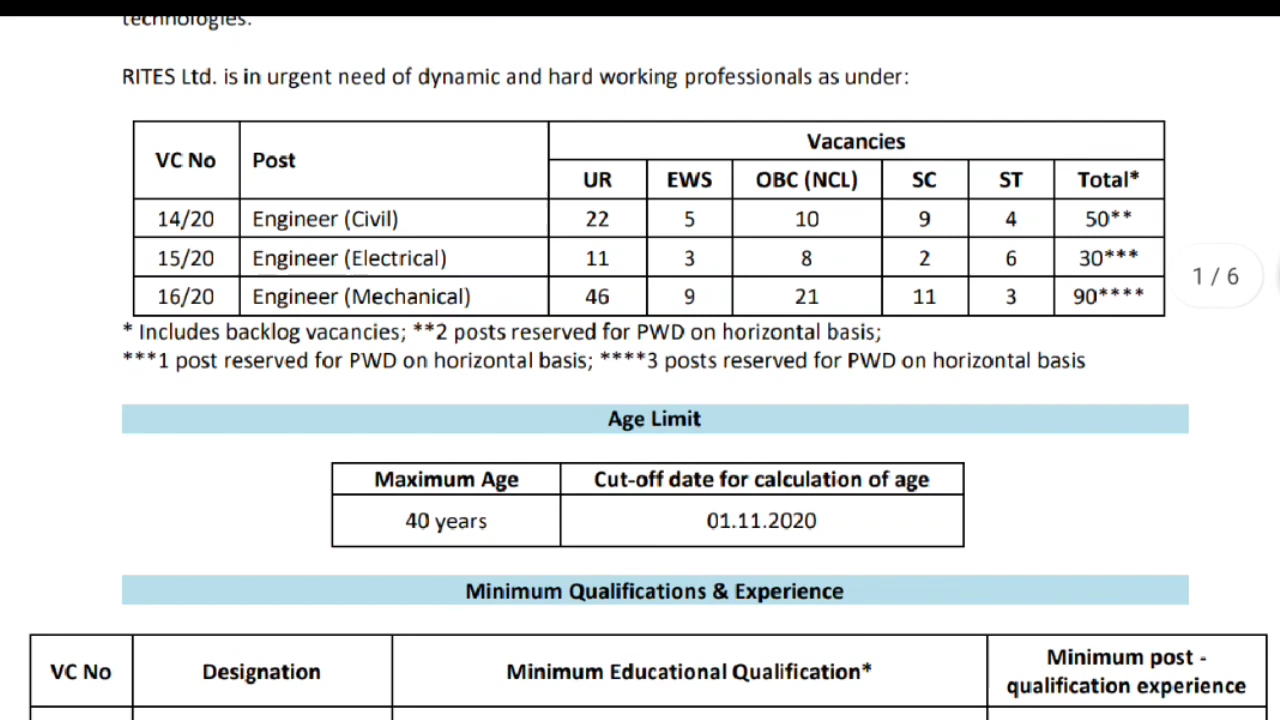 technologies.
RITES Ltd. is in urgent need of dynamic and hard working professionals as under:
VC No Post Vacancies
UR EWS OBC (NCL) SC ST Total*
14/20 Engineer (Civil) 22 5 10 9 4 50**
15/20 Engineer (Electrical) 11 3 8 2 6 30***
16/20 Engineer (Mechanical) 46 9 21 11 3 90****
1 / 6
* Includes backlog vacancies; **2 posts reserved for PWD on horizontal basis;
***1 post reserved for PWD on horizontal basis; ****3 posts reserved for PWD on horizontal basis
Age Limit
Maximum Age Cut-off date for calculation of age
40 years 01.11.2020
Minimum Qualifications & Experience
VC No Designation Minimum Educational Qualification* Minimum post -
qualification experience